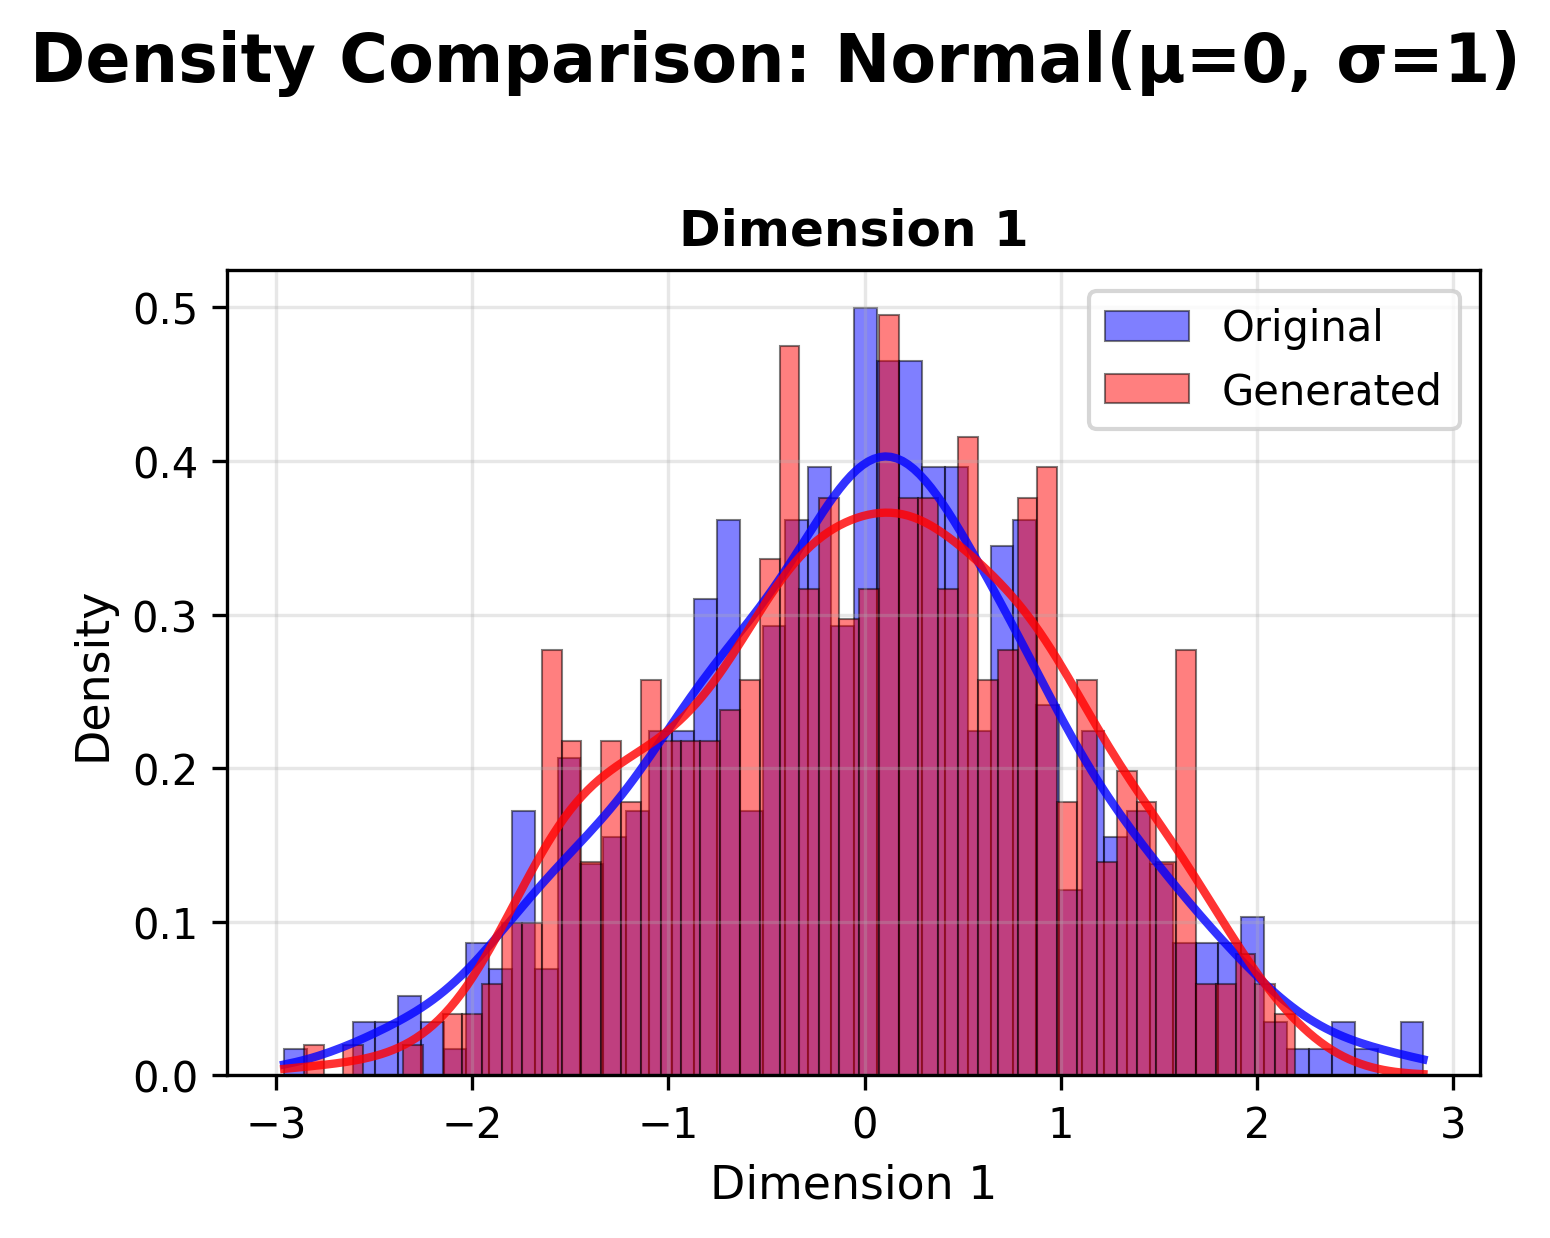 Density Comparison: Normal(μ=0, σ=1)
Dimension 1
Original
Generated
0.5
0.4
0.3
0.2
0.1
0.0
Density
−3
−2
−1
0
1
2
3
Dimension 1